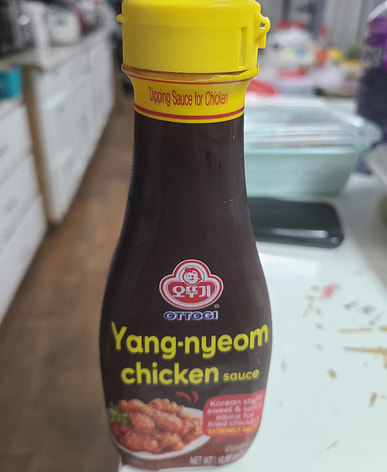 Dipping Sauce for Chicken
오뚜기
OTTOGI
Yang-nyeom
chicken sauce
Korean style
sweet & spicy
sauce for
fried chicken